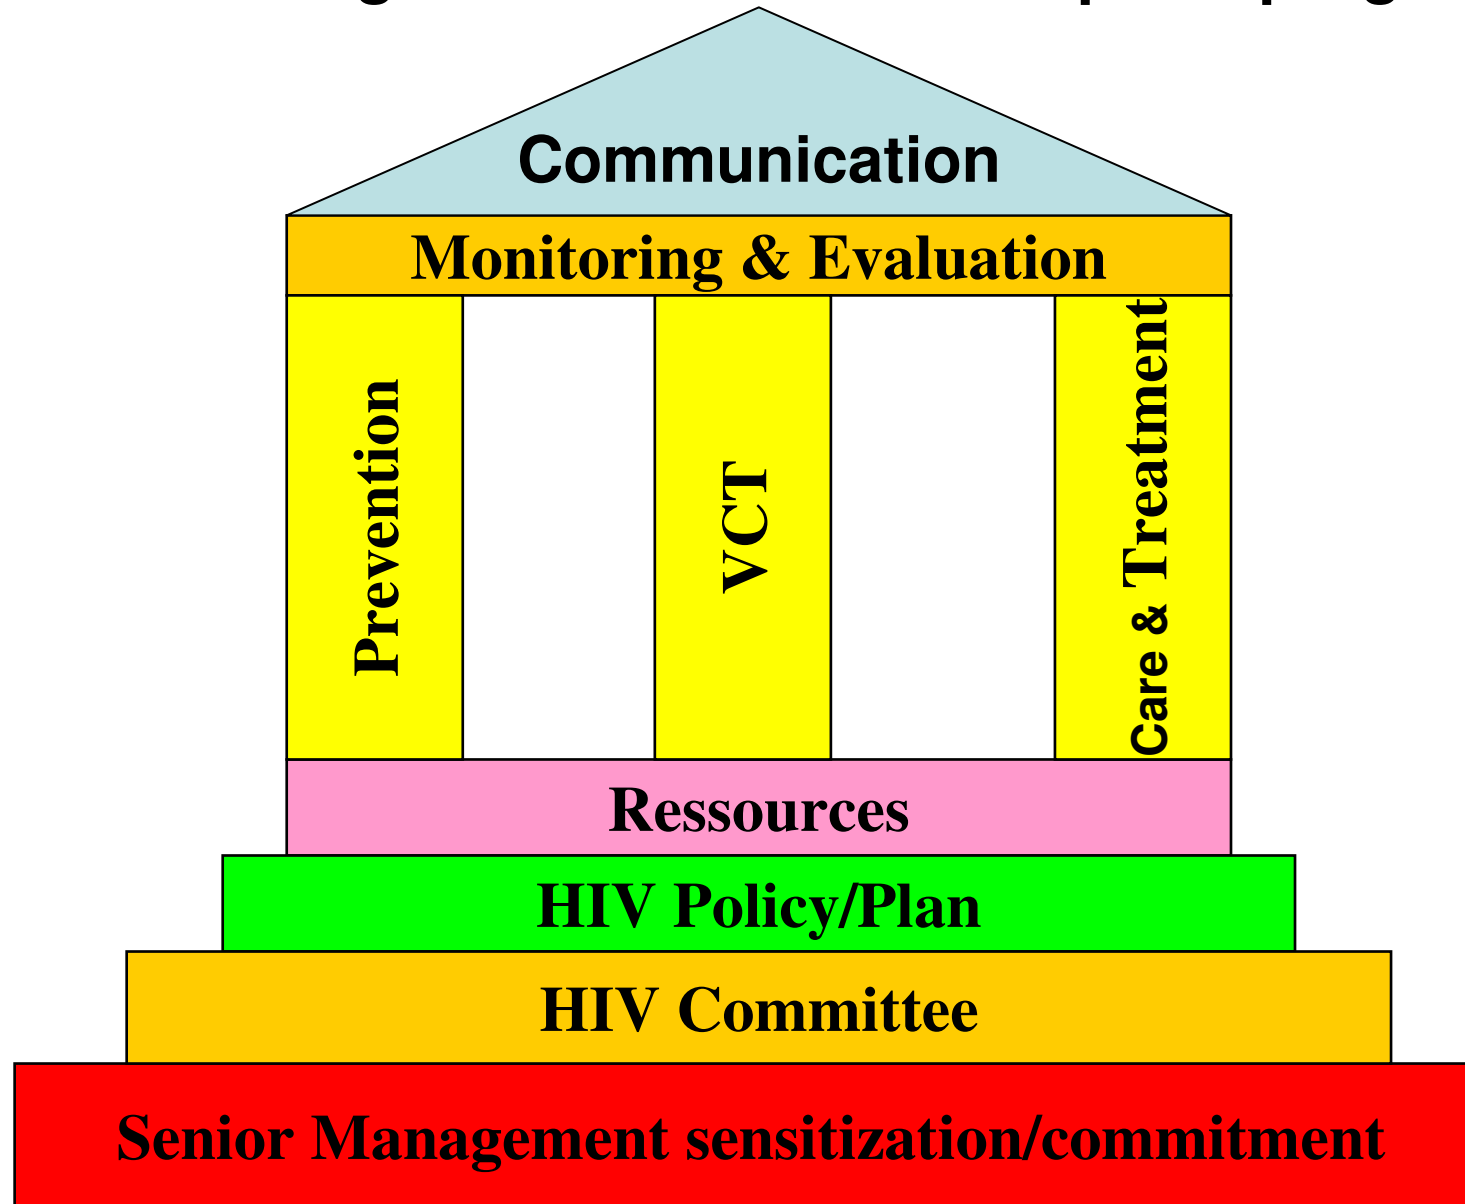 Communication
Monitoring & Evaluation
Prevention
VCT
Care & Treatment
Ressources
HIV Policy/Plan
HIV Committee
Senior Management sensitization/commitment